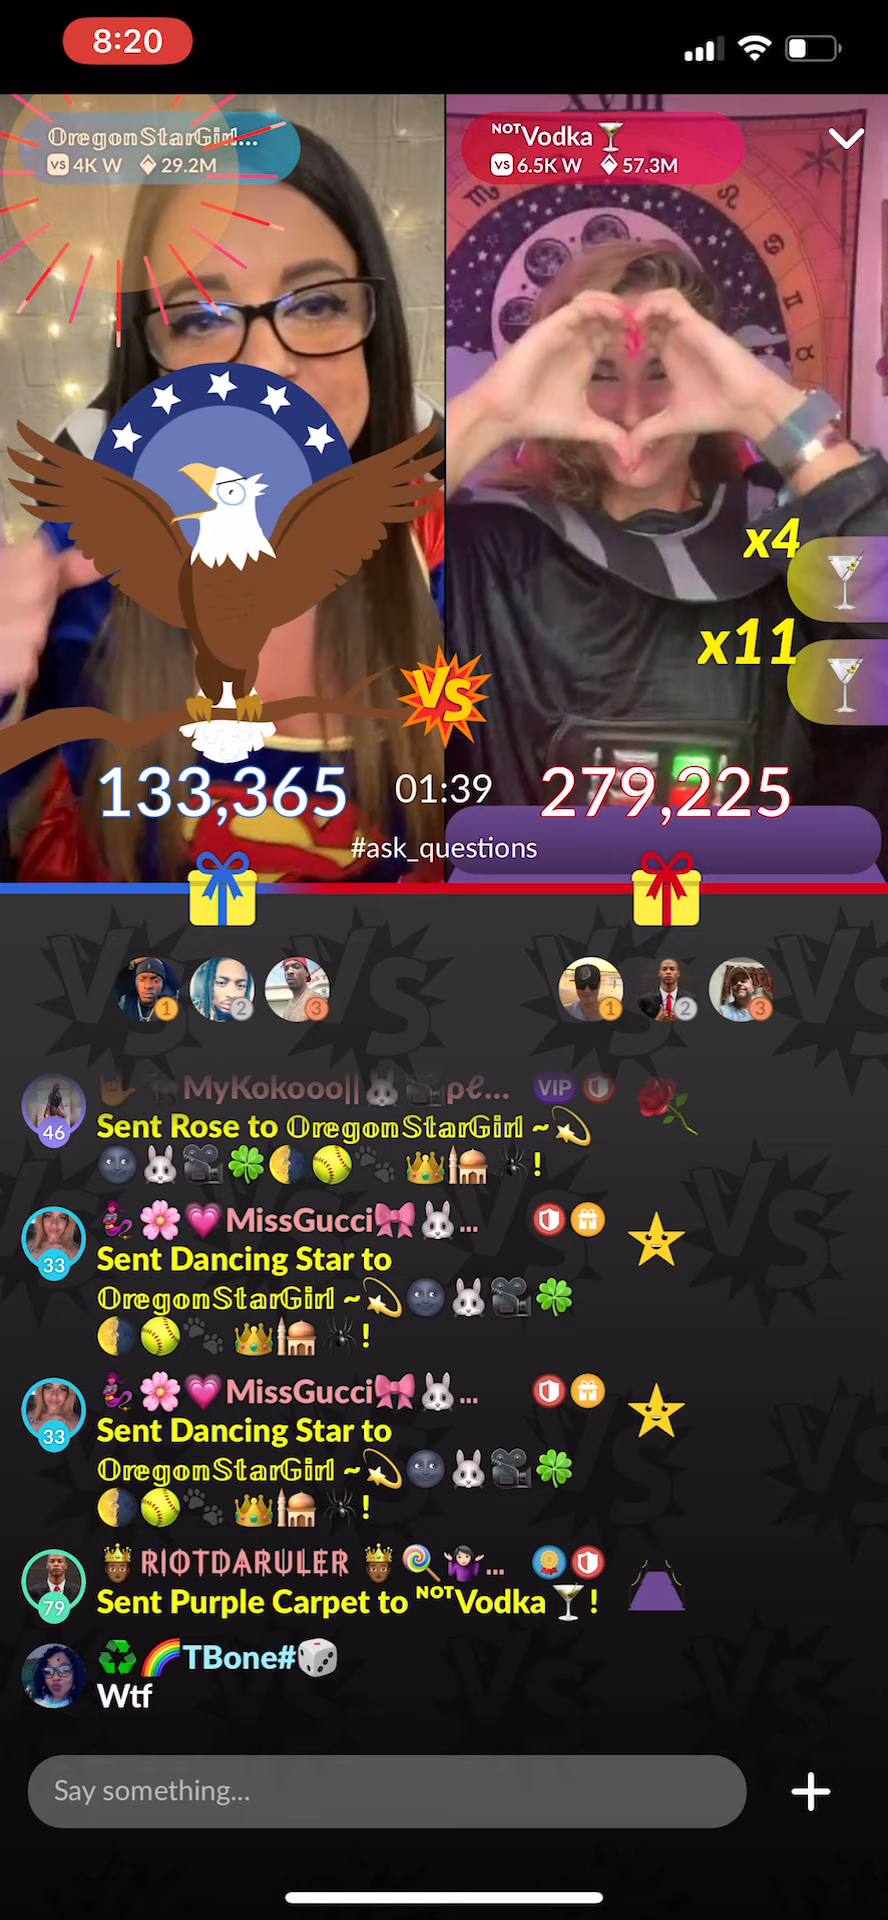 8:20
XVIII
OregonStarGirl...
VS 4K W 29.2M
NOTVodka🍸
VS 6.5K W 57.3M
x4
x11
VS
133,365
01:39
279,225
#ask_questions
1 2 3
1 2 3
MyKokooo||🐰🎥pℓ... VIP
46
Sent Rose to OregonStarGirl ~💫
🌚🐰🎥🍀🌗🥎🐾👑🕌🕷!
🌸💗MissGucci🎀🐰...
33
Sent Dancing Star to
OregonStarGirl ~💫🌚🐰🎥🍀
🌗🥎🐾👑🕌🕷!
🌸💗MissGucci🎀🐰...
33
Sent Dancing Star to
OregonStarGirl ~💫🌚🐰🎥🍀
🌗🥎🐾👑🕌🕷!
RIOTDARULER 🍭...
79
Sent Purple Carpet to NOTVodka🍸!
♻🌈TBone#🎲
Wtf
Say something...